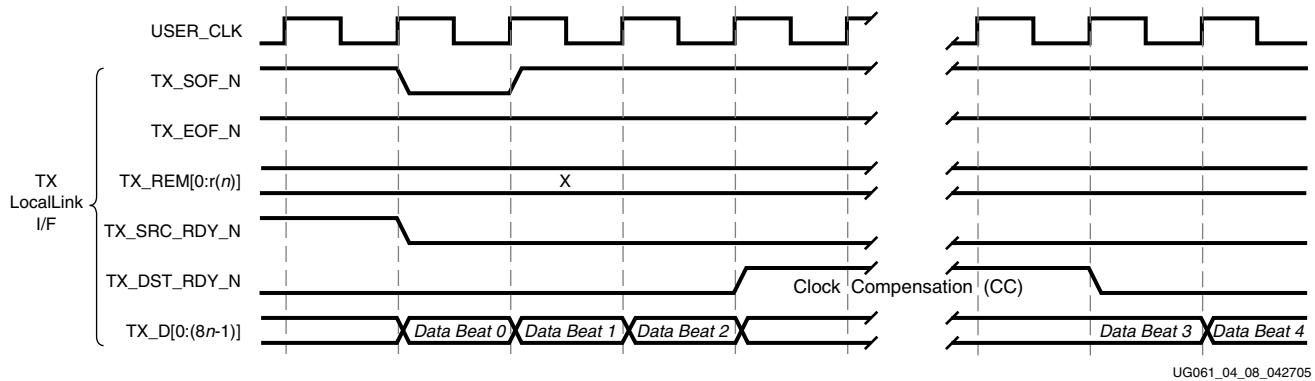 USER_CLK
TX_SOF_N
TX_EOF_N
TX_REM[0:r(n)]
X
TX
LocalLink
I/F
TX_SRC_RDY_N
TX_DST_RDY_N
Clock Compensation (CC)
TX_D[0:(8n-1)]
Data Beat 0
Data Beat 1
Data Beat 2
Data Beat 3
Data Beat 4
UG061_04_08_042705